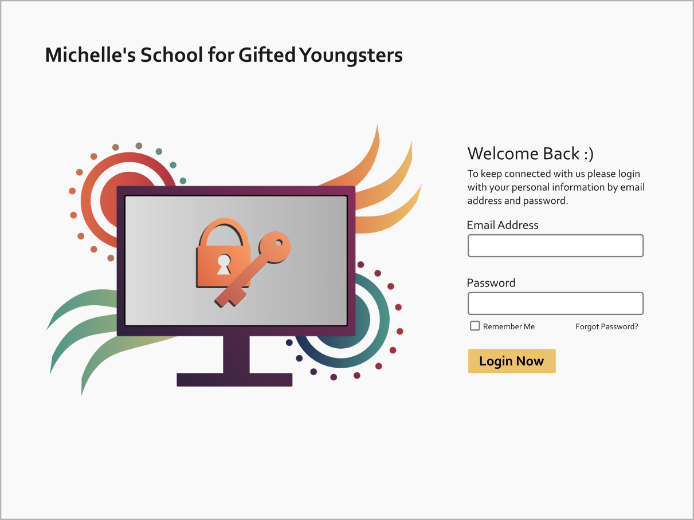 Michelle's School for Gifted Youngsters
Welcome Back :)
To keep connected with us please login
with your personal information by email
address and password.
Email Address
Password
Remember Me
Forgot Password?
Login Now